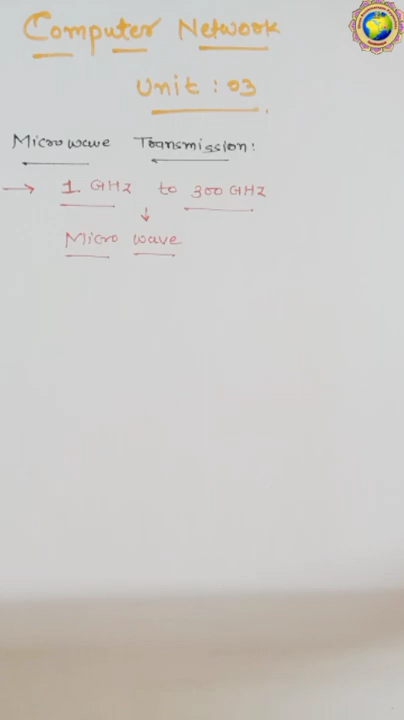 Computer Network
Unit : 03
Microwave Transmission:
→ 1. GHz to 300 GHz
↓
Micro wave